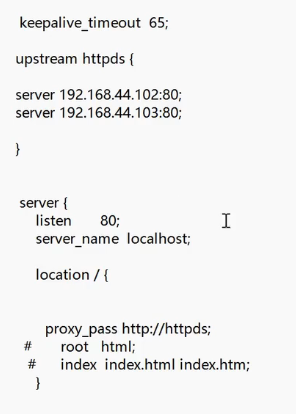 keepalive_timeout  65;
upstream httpds {
server 192.168.44.102:80;
server 192.168.44.103:80;
}
server {
listen       80;
server_name  localhost;
location / {
proxy_pass http://httpds;
#       root   html;
#      index  index.html index.htm;
}